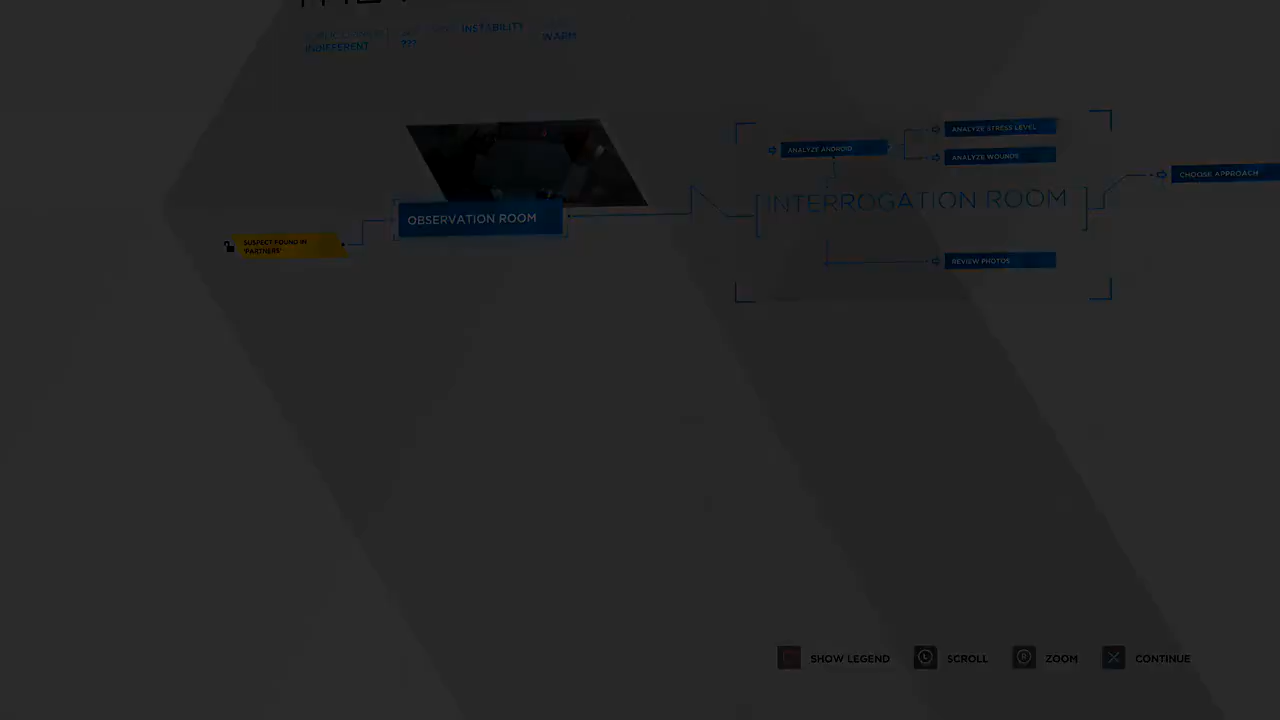 INDIFFERENT
???
INSTABILITY
WARM
ANALYZE STRESS LEVEL
ANALYZE ANDROID
ANALYZE WOUNDS
CHOOSE APPROACH
INTERROGATION ROOM
OBSERVATION ROOM
SUSPECT FOUND IN
'PARTNERS'
REVIEW PHOTOS
SHOW LEGEND
L SCROLL
R ZOOM
CONTINUE